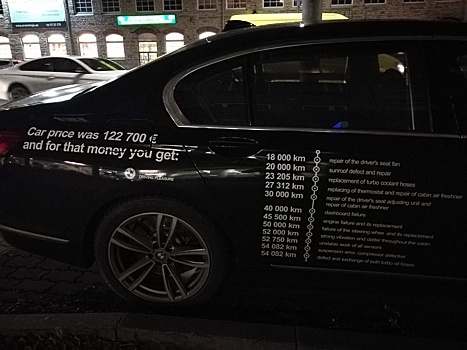 Car price was 122 700 €
and for that money you get:
DRIVING PLEASURE
18 000 km repair of the driver's seat fan
20 000 km sunroof defect and repair
23 205 km replacement of turbo coolant hoses
27 312 km replacing of thermostat and repair of cabin air freshner
30 000 km repair of the driver's seat adjusting unit and
repair of cabin air freshner
40 000 km dashboard failure
45 500 km engine failure and its replacement
50 000 km failure of the steering whee, and its replacement
52 000 km strong vibration and clatter throughout the cabin
52 750 km unstable work of all sensors
54 082 km suspension error, compressor defective
54 082 km defect and exchange of both turbo oil hoses